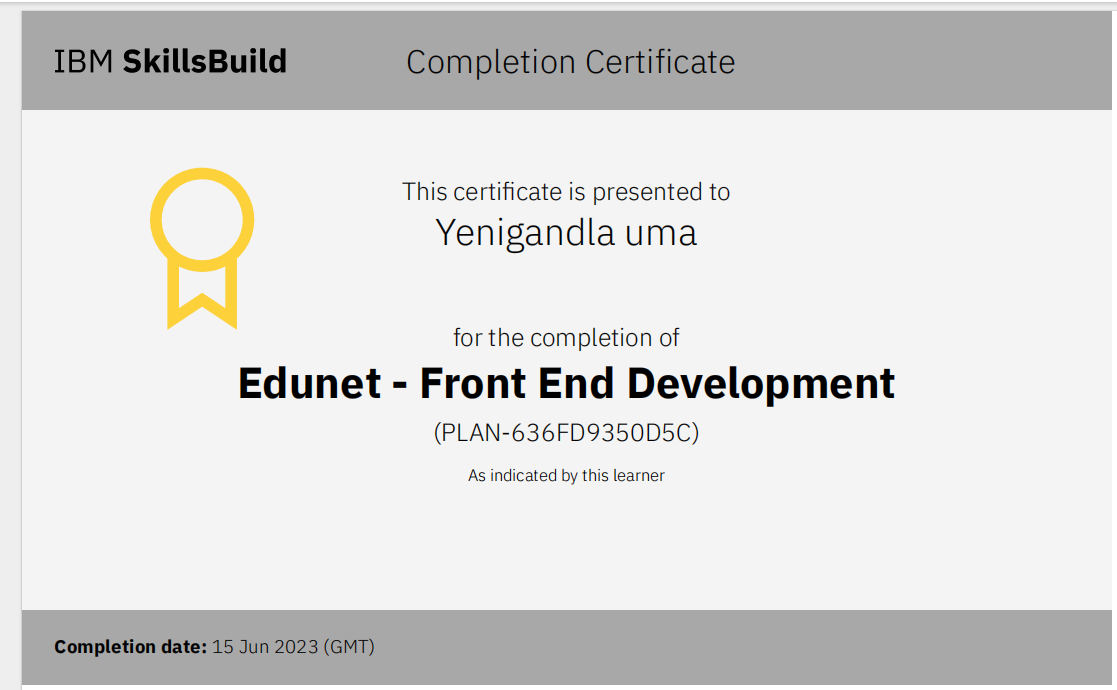 IBM SkillsBuild
Completion Certificate
This certificate is presented to
Yenigandla uma
for the completion of
Edunet - Front End Development
(PLAN-636FD9350D5C)
As indicated by this learner
Completion date: 15 Jun 2023 (GMT)